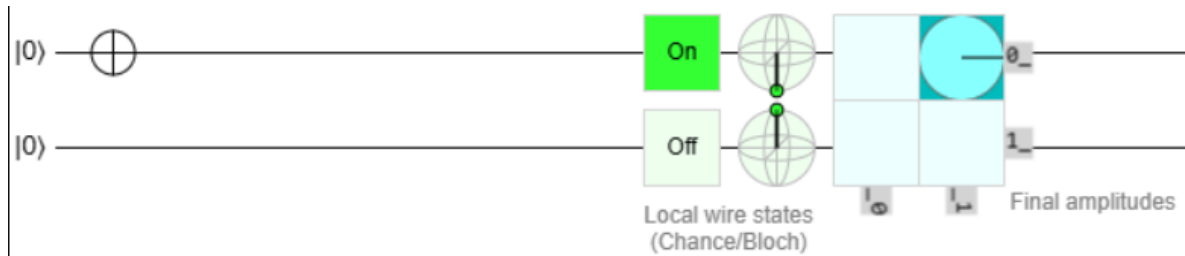 |0⟩ On 0_
|0⟩ Off 1_
Local wire states
(Chance/Bloch)
_0 _1
Final amplitudes